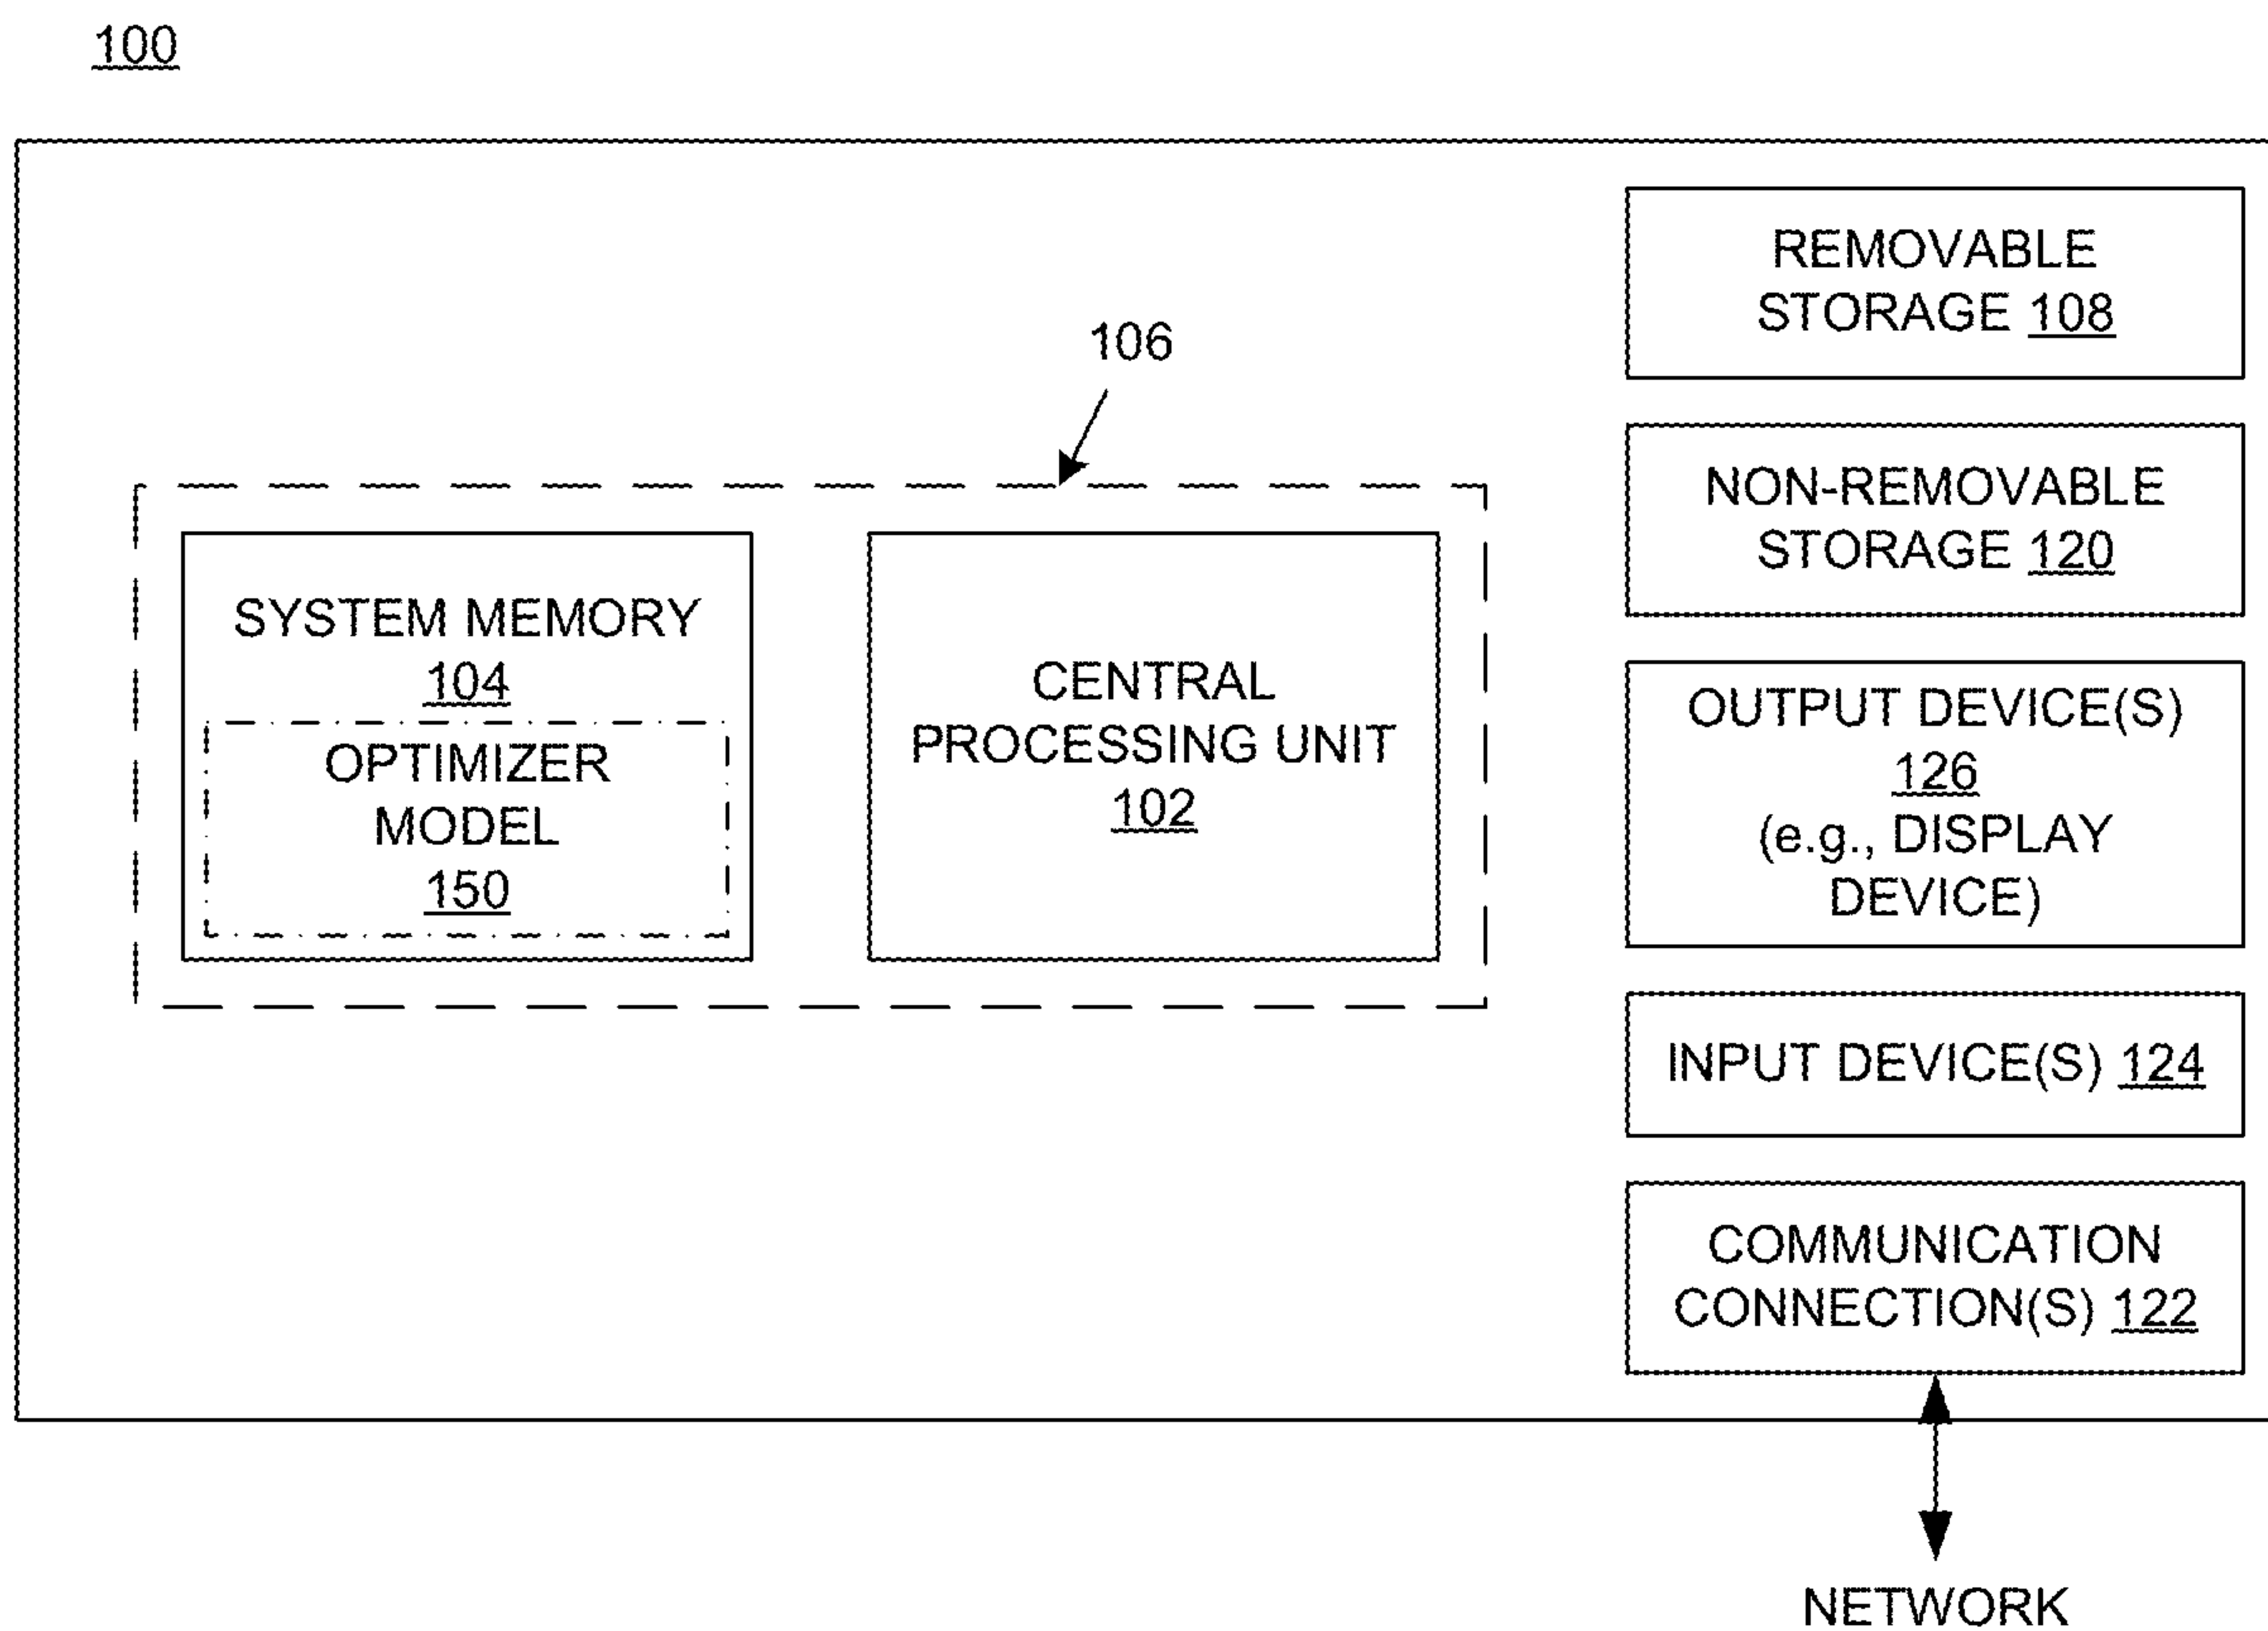 100
106
SYSTEM MEMORY
104
OPTIMIZER
MODEL
150
CENTRAL
PROCESSING UNIT
102
REMOVABLE
STORAGE 108
NON-REMOVABLE
STORAGE 120
OUTPUT DEVICE(S)
126
(e.g., DISPLAY
DEVICE)
INPUT DEVICE(S) 124
COMMUNICATION
CONNECTION(S) 122
NETWORK